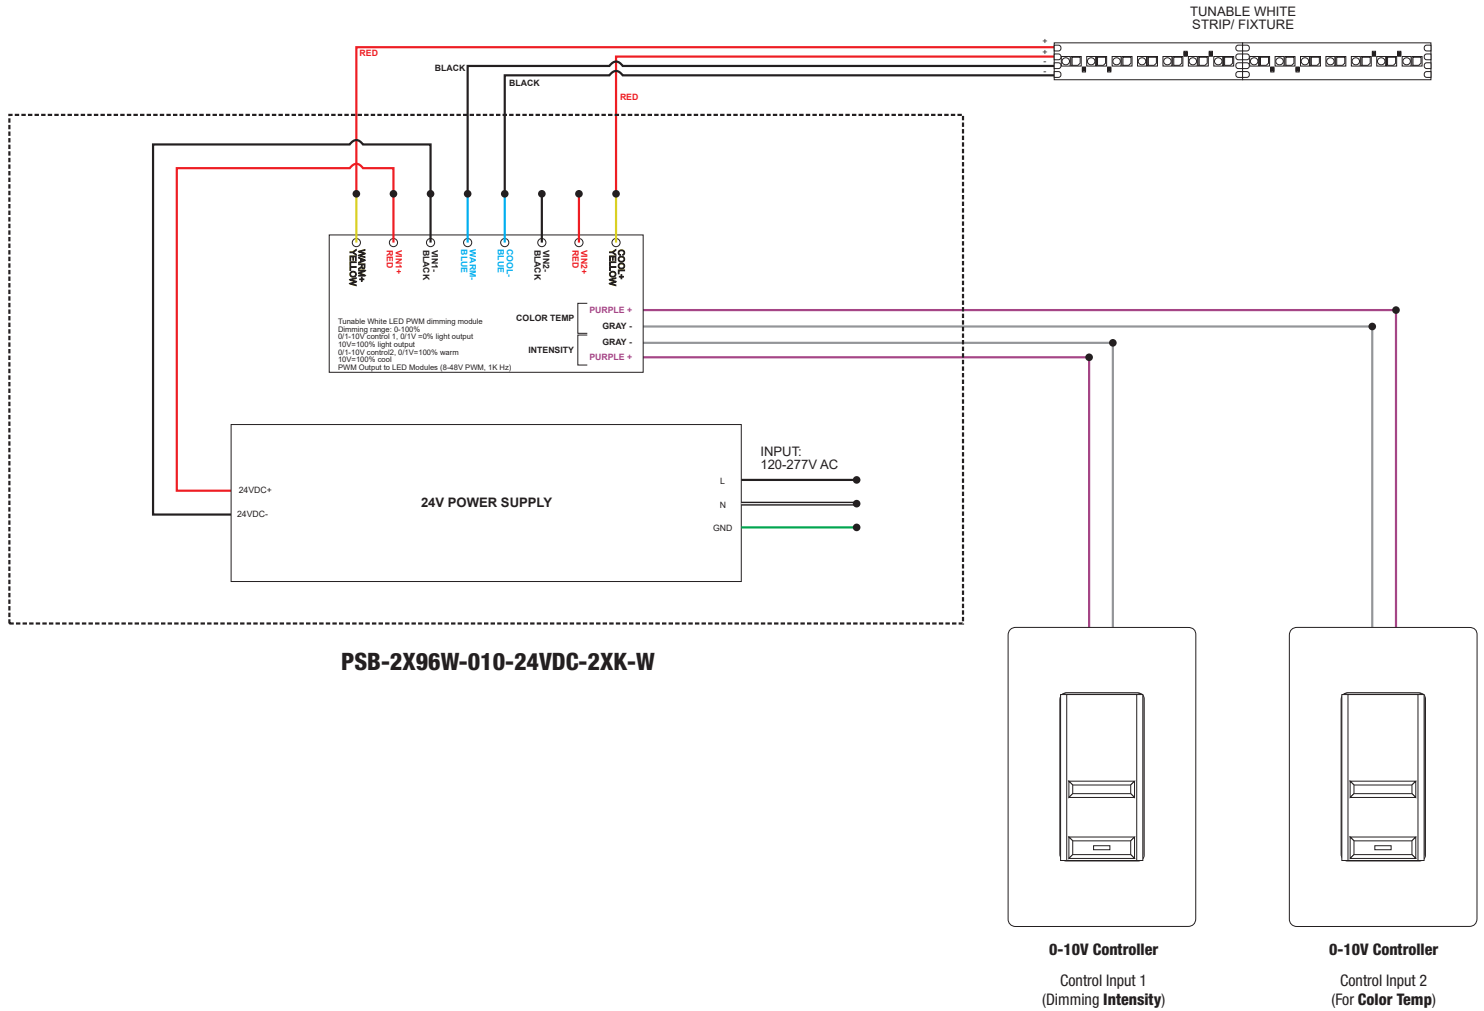 TUNABLE WHITE
STRIP/ FIXTURE
RED
+
+
-
-
BLACK
BLACK
RED
WARM+
YELLOW
VIN1+
RED
VIN1-
BLACK
WARM-
BLUE
COOL-
BLUE
VIN2-
BLACK
VIN2+
RED
COOL+
YELLOW
COLOR TEMP
PURPLE +
GRAY -
INTENSITY
GRAY -
PURPLE +
Tunable White LED PWM dimming module
Dimming range: 0-100%
0/1-10V control 1, 0/1V =0% light output
10V=100% light output
0/1-10V control2, 0/1V=100% warm
10V=100% cool
PWM Output to LED Modules (8-48V PWM, 1K Hz)
24VDC+
24VDC-
24V POWER SUPPLY
INPUT:
120-277V AC
L
N
GND
PSB-2X96W-010-24VDC-2XK-W
0-10V Controller
Control Input 1
(Dimming Intensity)
0-10V Controller
Control Input 2
(For Color Temp)